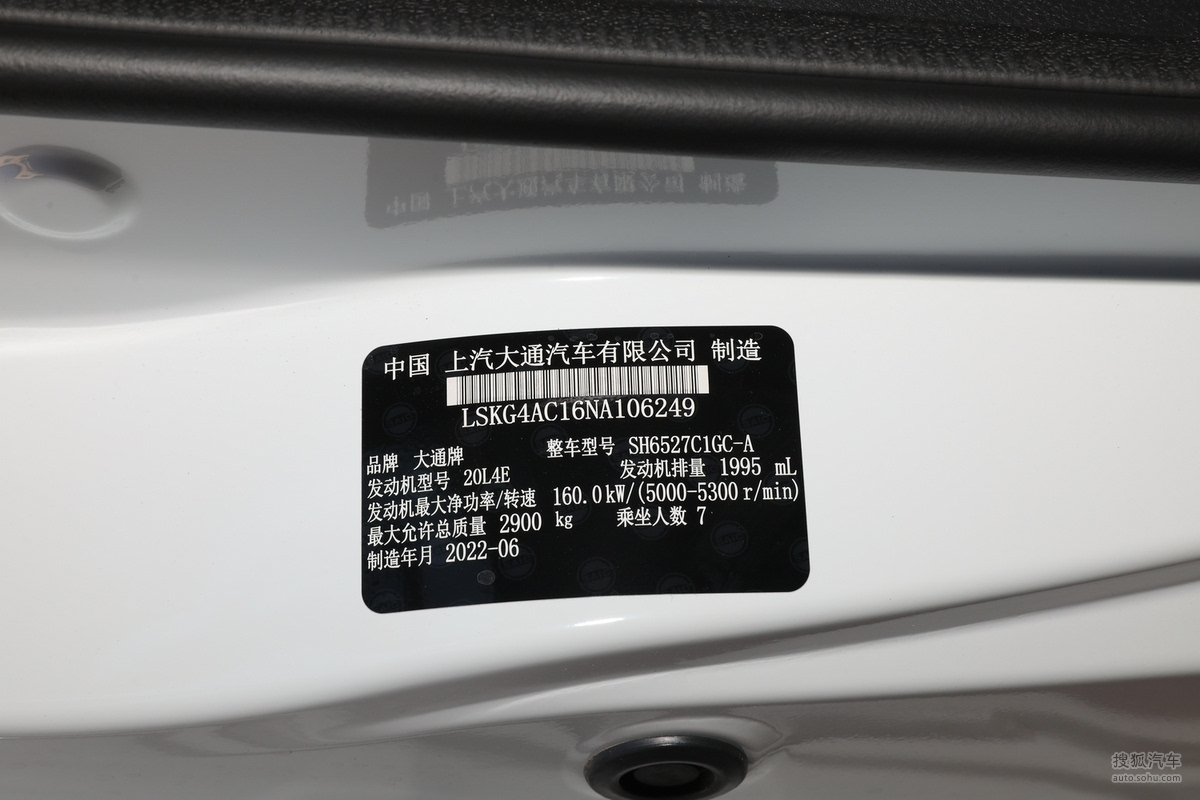 中国 上汽大通汽车有限公司 制造
LSKG4AC16NA106249
品牌 大通牌 整车型号 SH6527C1GC-A
发动机型号 20L4E 发动机排量 1995 mL
发动机最大净功率/转速 160.0kW/(5000-5300r/min)
最大允许总质量 2900 kg 乘坐人数 7
制造年月 2022-06
搜狐汽车
auto.sohu.com